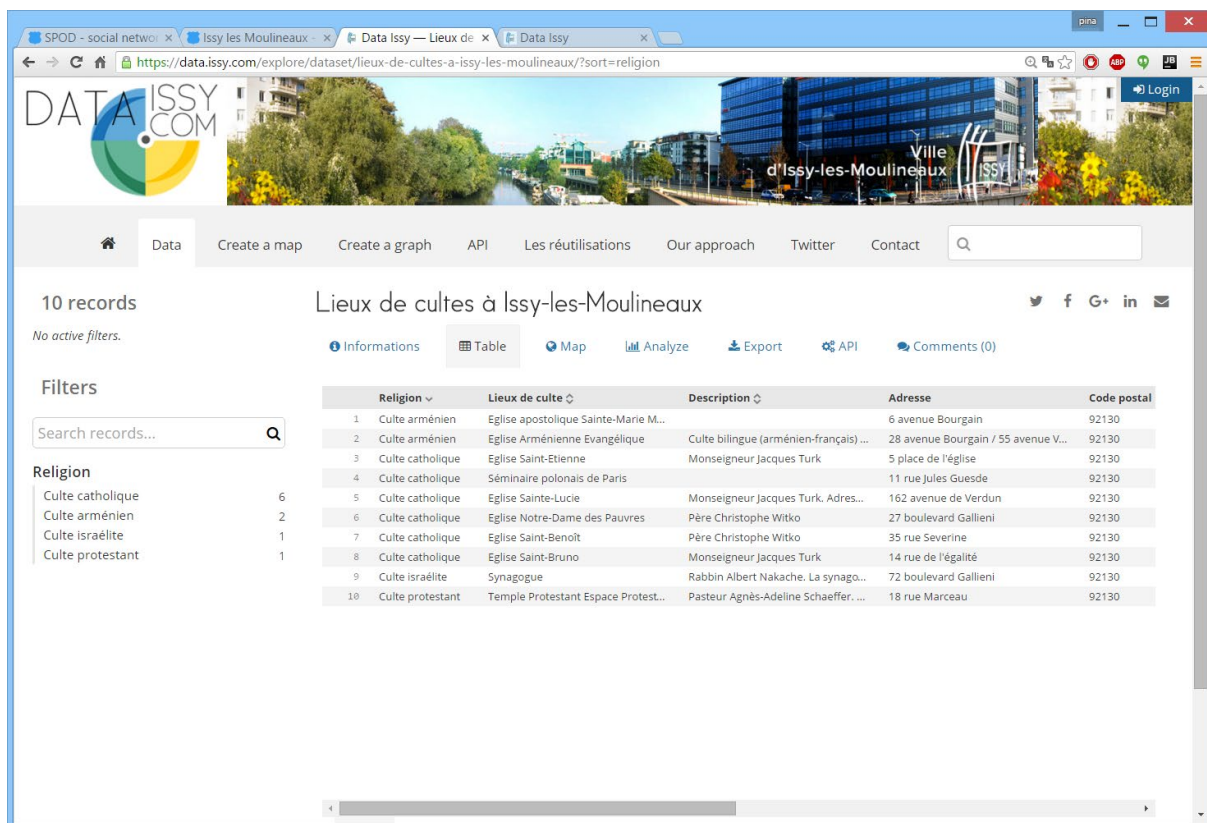 pina
SPOD - social networ
Issy les Moulineaux -
Data Issy — Lieux de
Data Issy
https://data.issy.com/explore/dataset/lieux-de-cultes-a-issy-les-moulineaux/?sort=religion
ABP
JB
DATA ISSY
.COM
Ville
d'Issy-les-Moulineaux
ISSY
Login
Data Create a map Create a graph API Les réutilisations Our approach Twitter Contact
10 records
No active filters.
Filters
Search records...
Religion
Culte catholique 6
Culte arménien 2
Culte israélite 1
Culte protestant 1
Lieux de cultes à Issy-les-Moulineaux
f G+ in
Informations Table Map Analyze Export API Comments (0)
Religion Lieux de culte Description Adresse Code postal
1 Culte arménien Eglise apostolique Sainte-Marie M... 6 avenue Bourgain 92130
2 Culte arménien Eglise Arménienne Evangélique Culte bilingue (arménien-français) ... 28 avenue Bourgain / 55 avenue V... 92130
3 Culte catholique Eglise Saint-Etienne Monseigneur Jacques Turk 5 place de l'église 92130
4 Culte catholique Séminaire polonais de Paris 11 rue Jules Guesde 92130
5 Culte catholique Eglise Sainte-Lucie Monseigneur Jacques Turk. Adres... 162 avenue de Verdun 92130
6 Culte catholique Eglise Notre-Dame des Pauvres Père Christophe Witko 27 boulevard Gallieni 92130
7 Culte catholique Eglise Saint-Benoît Père Christophe Witko 35 rue Severine 92130
8 Culte catholique Eglise Saint-Bruno Monseigneur Jacques Turk 14 rue de l'égalité 92130
9 Culte israélite Synagogue Rabbin Albert Nakache. La synago... 72 boulevard Gallieni 92130
10 Culte protestant Temple Protestant Espace Protest... Pasteur Agnès-Adeline Schaeffer. ... 18 rue Marceau 92130